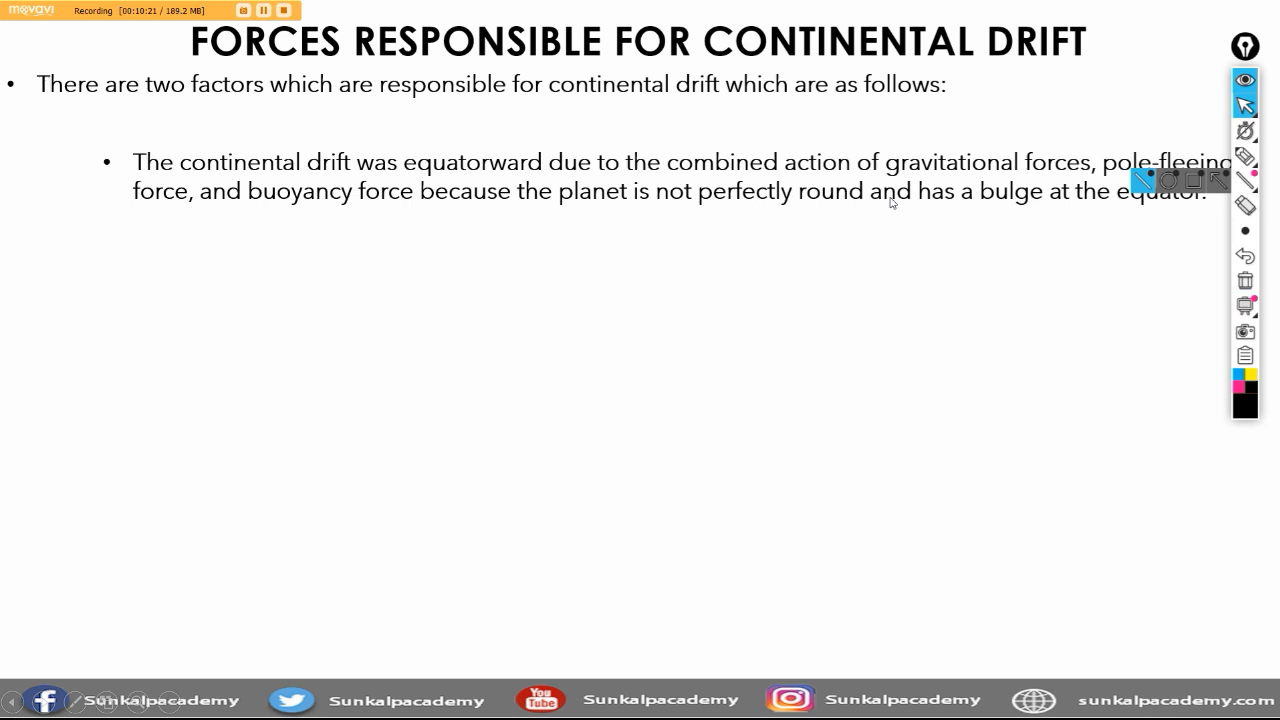 movavi Recording [00:10:21 / 189.2 MB]
FORCES RESPONSIBLE FOR CONTINENTAL DRIFT
• There are two factors which are responsible for continental drift which are as follows:
• The continental drift was equatorward due to the combined action of gravitational forces, pole-fleeing
force, and buoyancy force because the planet is not perfectly round and has a bulge at the equator.
Sunkalpacademy Sunkalpacademy You Tube Sunkalpacademy Sunkalpacademy sunkalpacademy.com